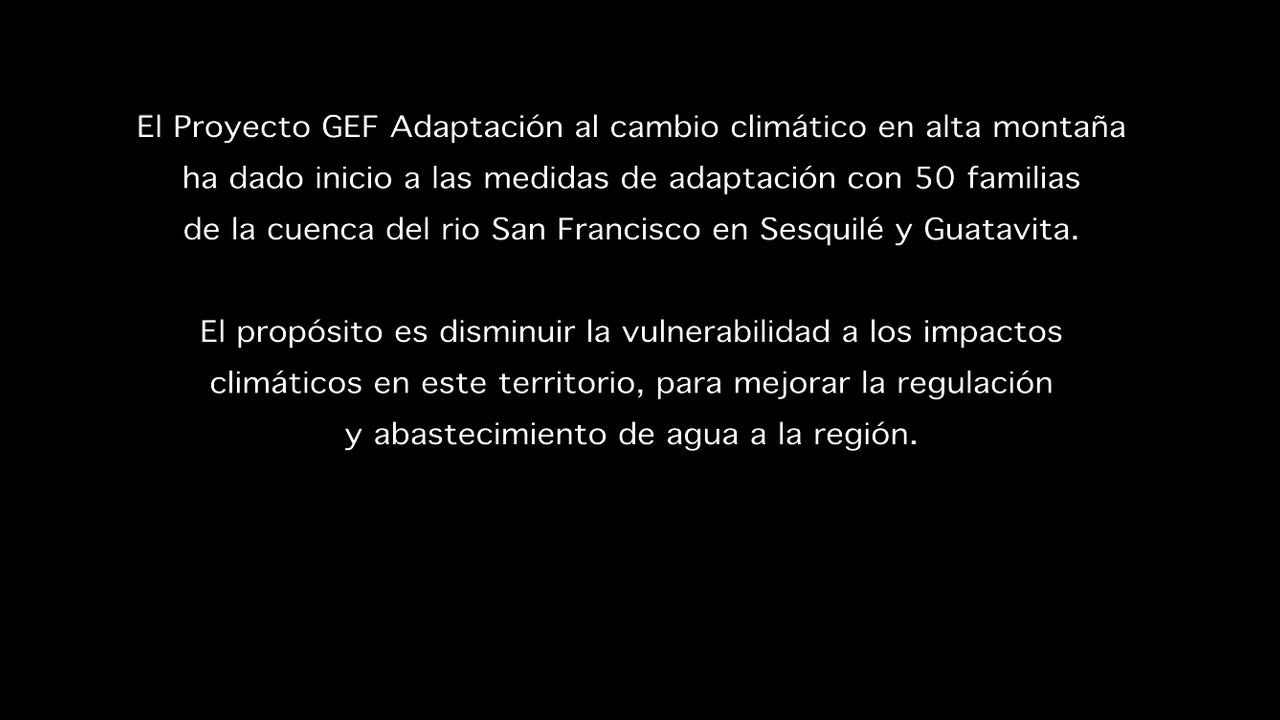 El Proyecto GEF Adaptación al cambio climático en alta montaña
ha dado inicio a las medidas de adaptación con 50 familias
de la cuenca del rio San Francisco en Sesquilé y Guatavita.
El propósito es disminuir la vulnerabilidad a los impactos
climáticos en este territorio, para mejorar la regulación
y abastecimiento de agua a la región.